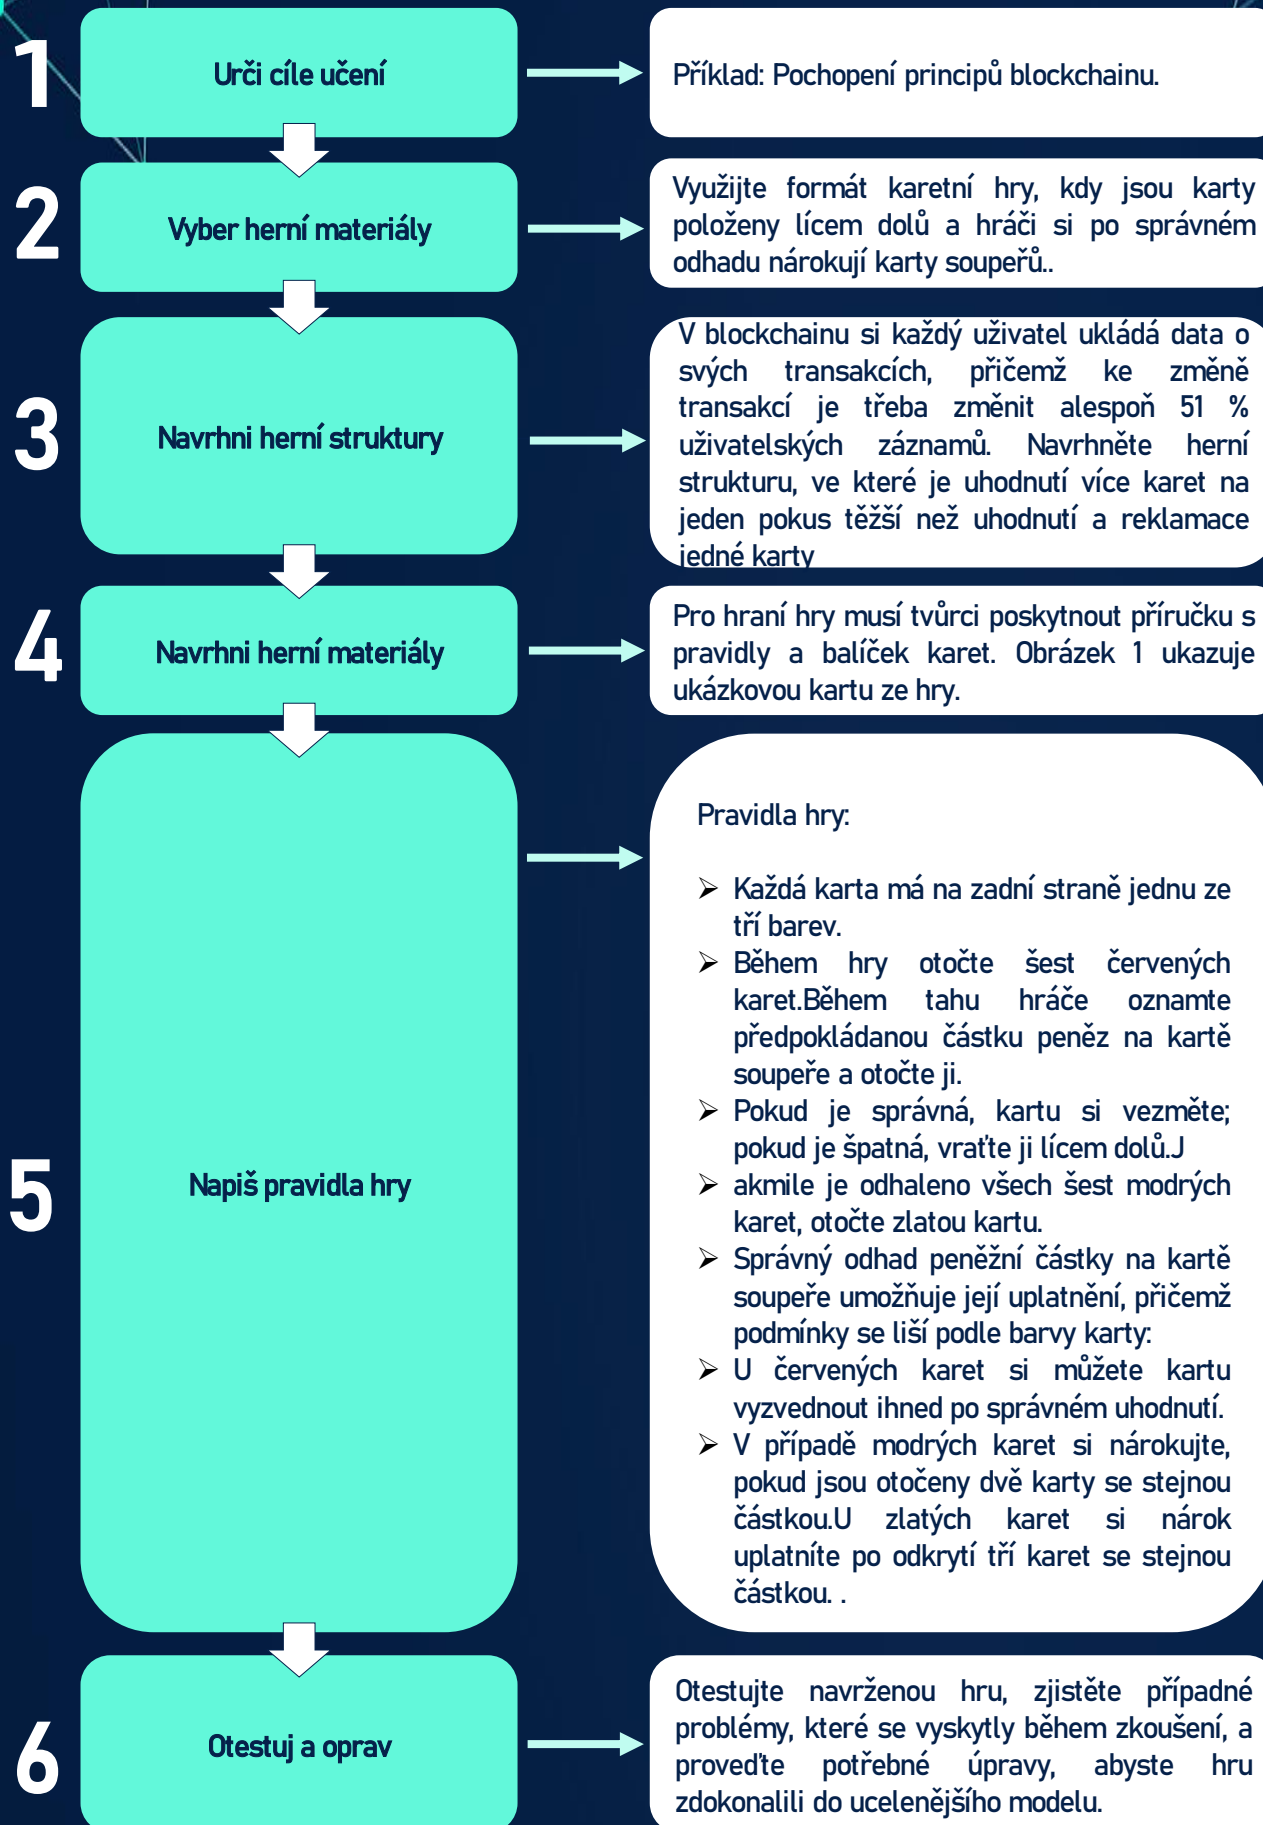 1
Urči cíle učení
Příklad: Pochopení principů blockchainu.
2
Vyber herní materiály
Využijte formát karetní hry, kdy jsou karty
položeny lícem dolů a hráči si po správném
odhadu nárokují karty soupeřů..
3
Navrhni herní struktury
V blockchainu si každý uživatel ukládá data o
svých transakcích, přičemž ke změně
transakcí je třeba změnit alespoň 51 %
uživatelských záznamů. Navrhněte herní
strukturu, ve které je uhodnutí více karet na
jeden pokus těžší než uhodnutí a reklamace
jedné karty
4
Navrhni herní materiály
Pro hraní hry musí tvůrci poskytnout příručku s
pravidly a balíček karet. Obrázek 1 ukazuje
ukázkovou kartu ze hry.
5
Napiš pravidla hry
Pravidla hry:
➢ Každá karta má na zadní straně jednu ze
tří barev.
➢ Během hry otočte šest červených
karet.Během tahu hráče oznamte
předpokládanou částku peněz na kartě
soupeře a otočte ji.
➢ Pokud je správná, kartu si vezměte;
pokud je špatná, vraťte ji lícem dolů.J
➢ akmile je odhaleno všech šest modrých
karet, otočte zlatou kartu.
➢ Správný odhad peněžní částky na kartě
soupeře umožňuje její uplatnění, přičemž
podmínky se liší podle barvy karty:
➢ U červených karet si můžete kartu
vyzvednout ihned po správném uhodnutí.
➢ V případě modrých karet si nárokujte,
pokud jsou otočeny dvě karty se stejnou
částkou.U zlatých karet si nárok
uplatníte po odkrytí tří karet se stejnou
částkou. .
6
Otestuj a oprav
Otestujte navrženou hru, zjistěte případné
problémy, které se vyskytly během zkoušení, a
proveďte potřebné úpravy, abyste hru
zdokonalili do ucelenějšího modelu.